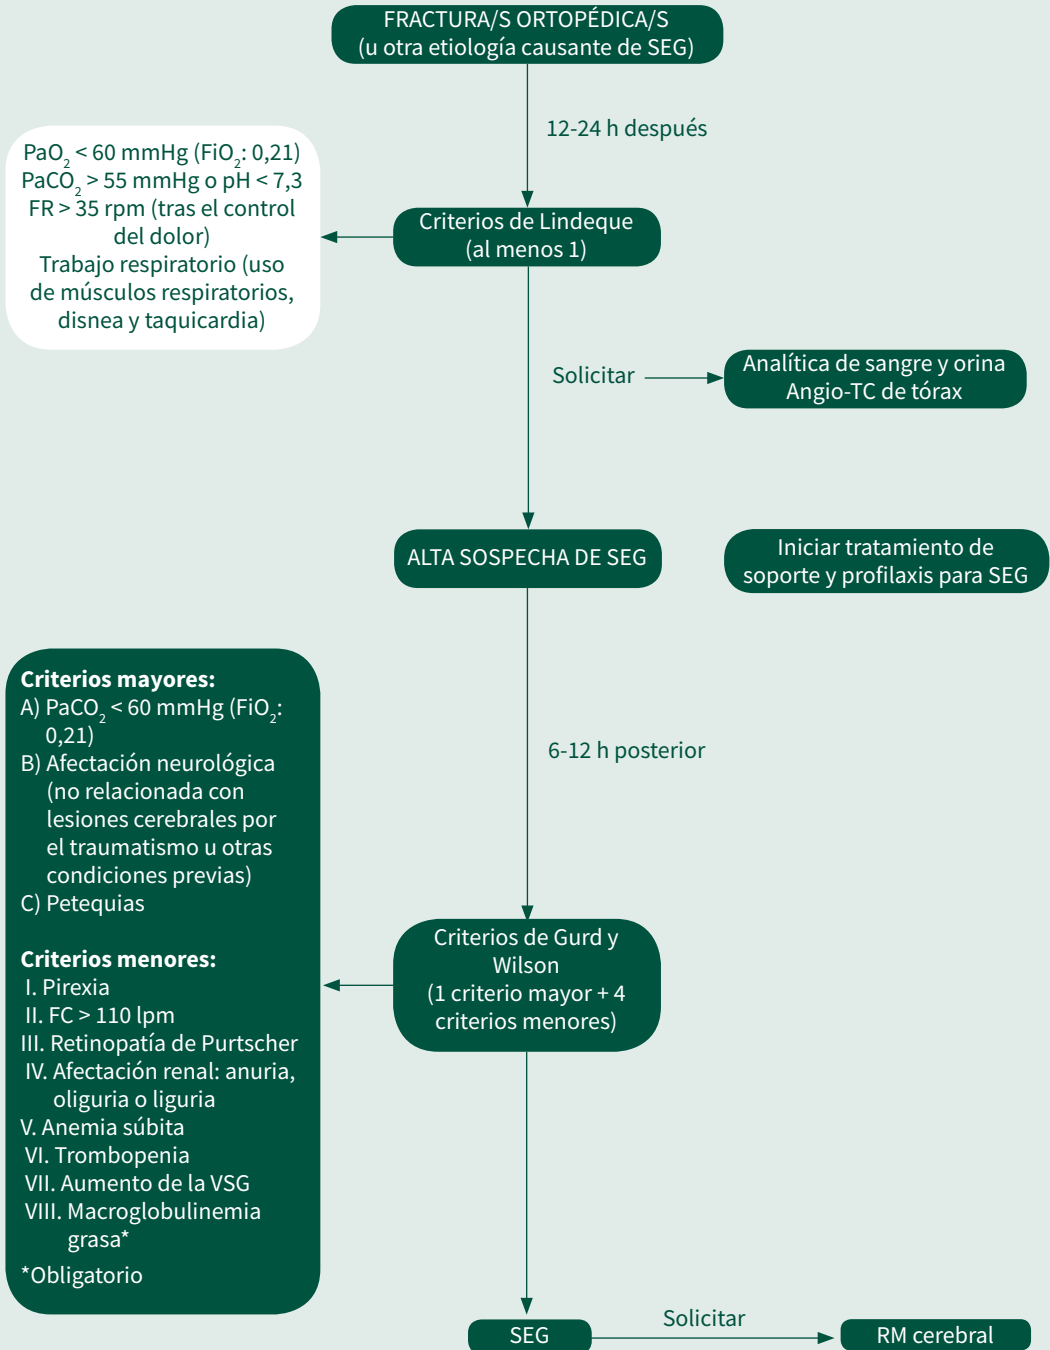 FRACTURA/S ORTOPÉDICA/S
(u otra etiología causante de SEG)
12-24 h después
PaO₂ < 60 mmHg (FiO₂: 0,21)
PaCO₂ > 55 mmHg o pH < 7,3
FR > 35 rpm (tras el control
del dolor)
Trabajo respiratorio (uso
de músculos respiratorios,
disnea y taquicardia)
Criterios de Lindeque
(al menos 1)
Solicitar
Analítica de sangre y orina
Angio-TC de tórax
ALTA SOSPECHA DE SEG
Iniciar tratamiento de
soporte y profilaxis para SEG
6-12 h posterior
Criterios mayores:
A) PaCO₂ < 60 mmHg (FiO₂:
0,21)
B) Afectación neurológica
(no relacionada con
lesiones cerebrales por
el traumatismo u otras
condiciones previas)
C) Petequias
Criterios menores:
I. Pirexia
II. FC > 110 lpm
III. Retinopatía de Purtscher
IV. Afectación renal: anuria,
oliguria o liguria
V. Anemia súbita
VI. Trombopenia
VII. Aumento de la VSG
VIII. Macroglobulinemia
grasa*
*Obligatorio
Criterios de Gurd y
Wilson
(1 criterio mayor + 4
criterios menores)
SEG
Solicitar
RM cerebral